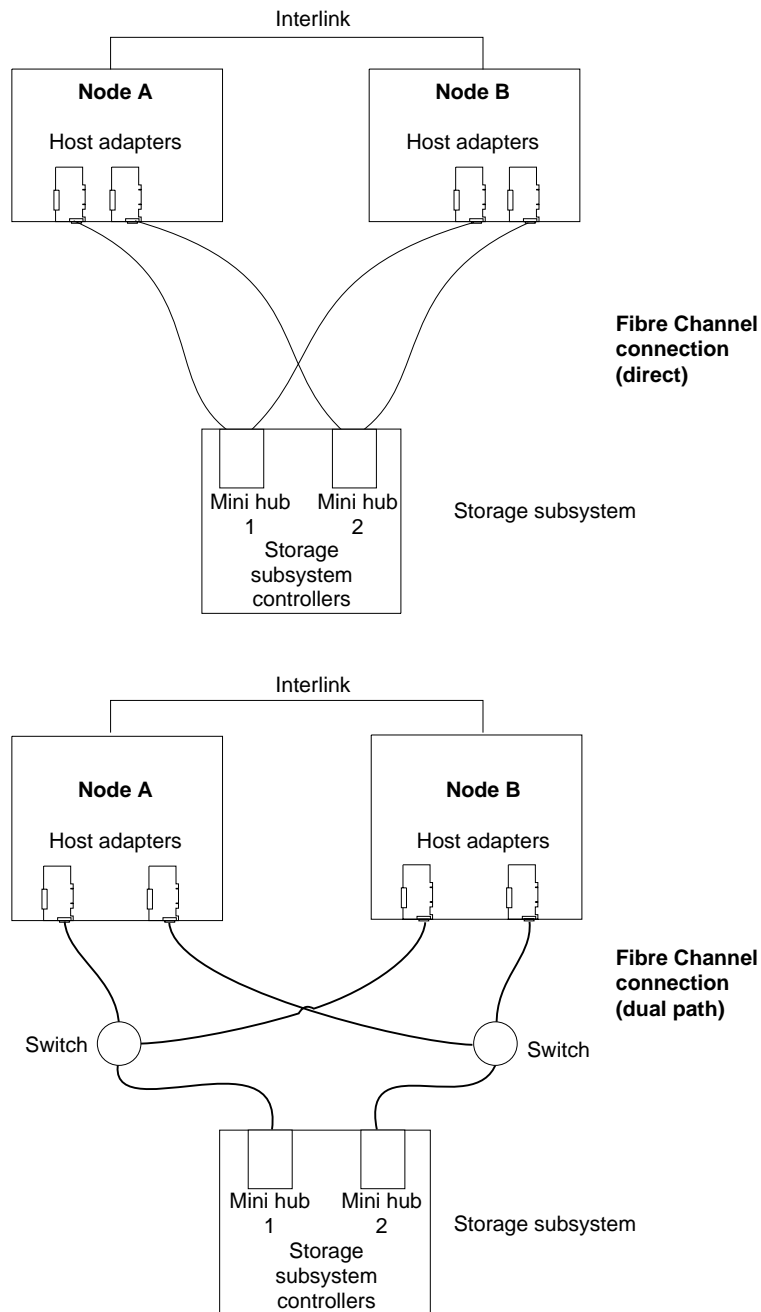 Interlink
Node A
Node B
Host adapters
Host adapters
Fibre Channel
connection
(direct)
Mini hub
1
Mini hub
2
Storage
subsystem
controllers
Storage subsystem
Interlink
Node A
Node B
Host adapters
Host adapters
Fibre Channel
connection
(dual path)
Switch
Switch
Mini hub
1
Mini hub
2
Storage
subsystem
controllers
Storage subsystem